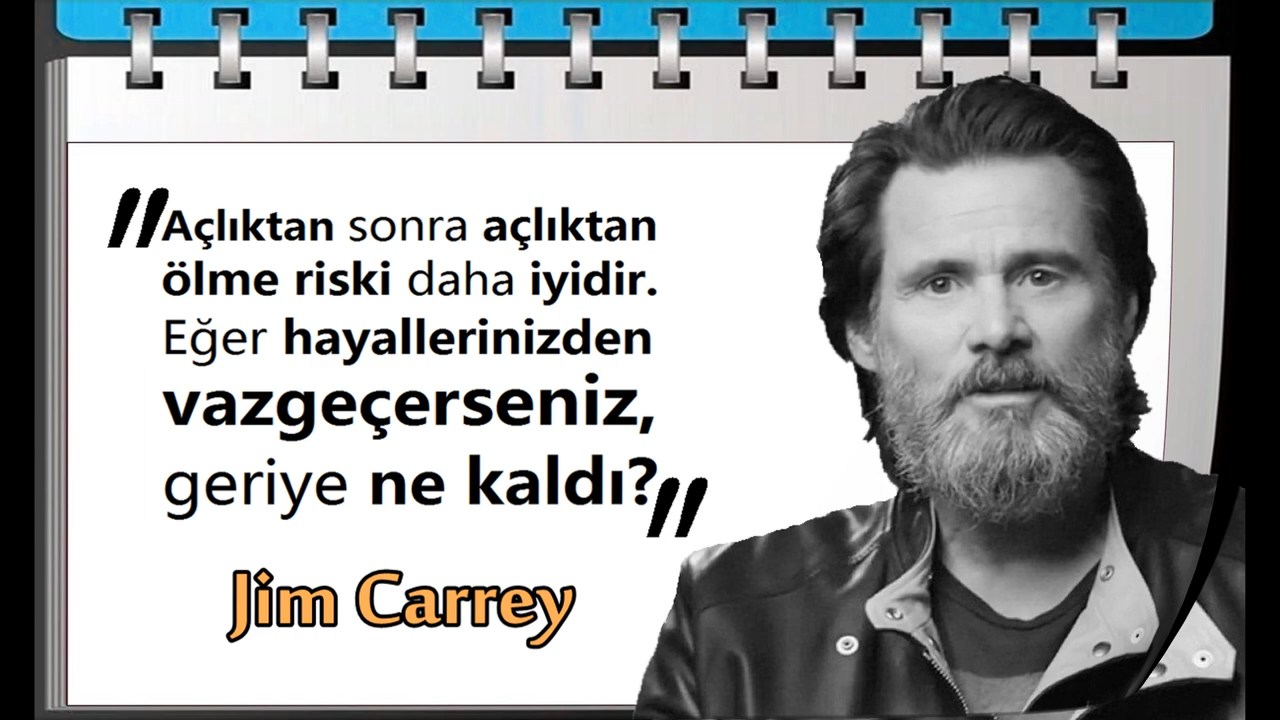 "Açlıktan sonra açlıktan
ölme riski daha iyidir.
Eğer hayallerinizden
vazgeçerseniz,
geriye ne kaldı?"
Jim Carrey